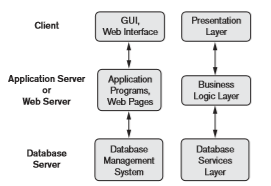 Client
GUI,
Web Interface
Presentation
Layer
Application Server
or
Web Server
Application
Programs,
Web Pages
Business
Logic Layer
Database
Server
Database
Management
System
Database
Services
Layer